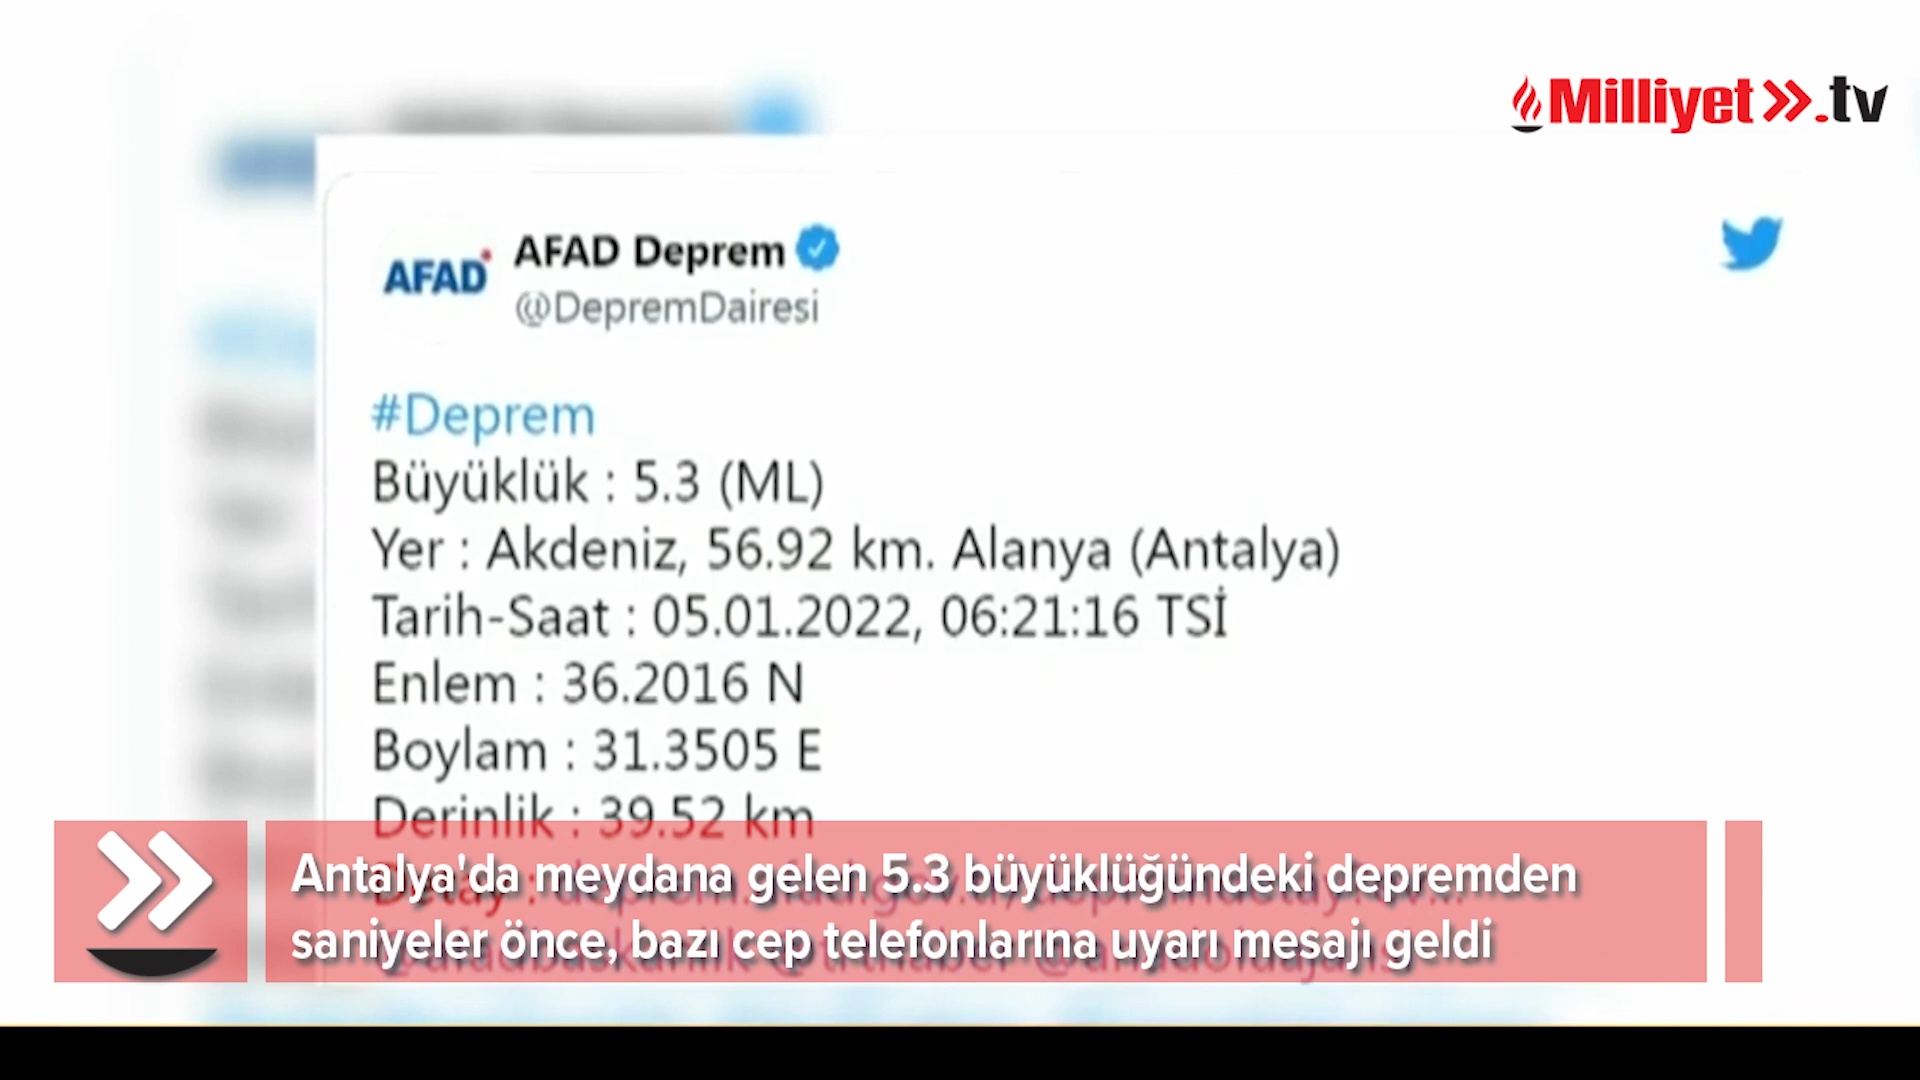 Milliyet.tv
AFAD
AFAD Deprem
@DepremDairesi
#Deprem
Büyüklük : 5.3 (ML)
Yer : Akdeniz, 56.92 km. Alanya (Antalya)
Tarih-Saat : 05.01.2022, 06:21:16 TSİ
Enlem : 36.2016 N
Boylam : 31.3505 E
Derinlik : 39.52 km
Detay :
Antalya'da meydana gelen 5.3 büyüklüğündeki depremden
saniyeler önce, bazı cep telefonlarına uyarı mesajı geldi